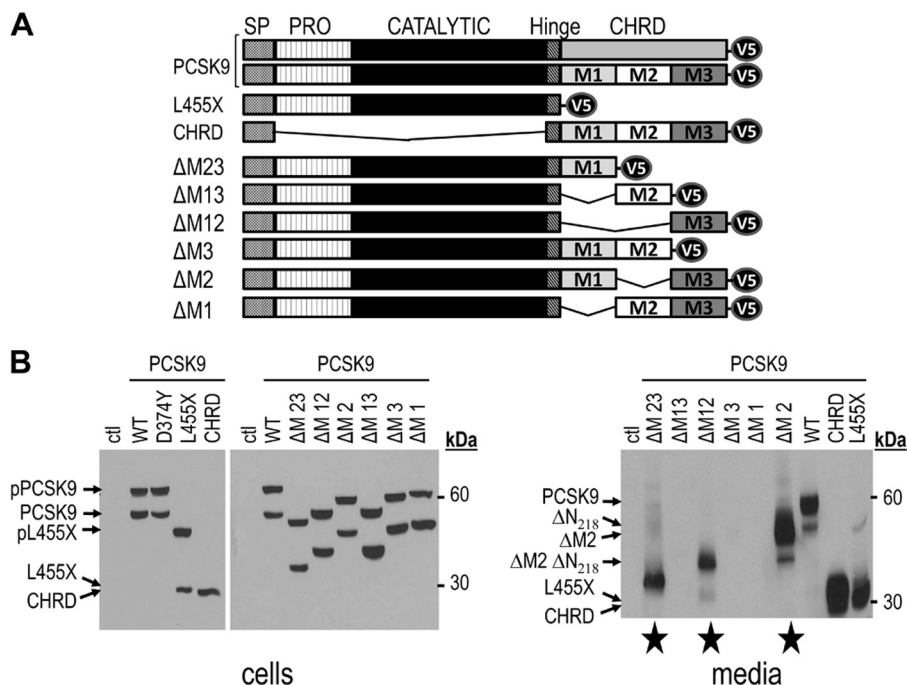 A
SP PRO CATALYTIC Hinge CHRD
V5
PCSK9
M1 M2 M3 V5
L455X V5
CHRD M1 M2 M3 V5
ΔM23 M1 V5
ΔM13 M2 V5
ΔM12 M3 V5
ΔM3 M1 M2 V5
ΔM2 M1 M3 V5
ΔM1 M2 M3 V5
B
PCSK9 PCSK9 PCSK9
ctl WT D374Y L455X CHRD
ctl WT ΔM 23 ΔM 12 ΔM 2 ΔM 13 ΔM 3 ΔM 1
ctl ΔM 23 ΔM13 ΔM12 ΔM 3 ΔM 1 ΔM 2 WT CHRD L455X
kDa kDa
pPCSK9
PCSK9
pL455X
L455X
CHRD
60
30
PCSK9
ΔN218
ΔM2
ΔM2 ΔN218
L455X
CHRD
60
30
cells media